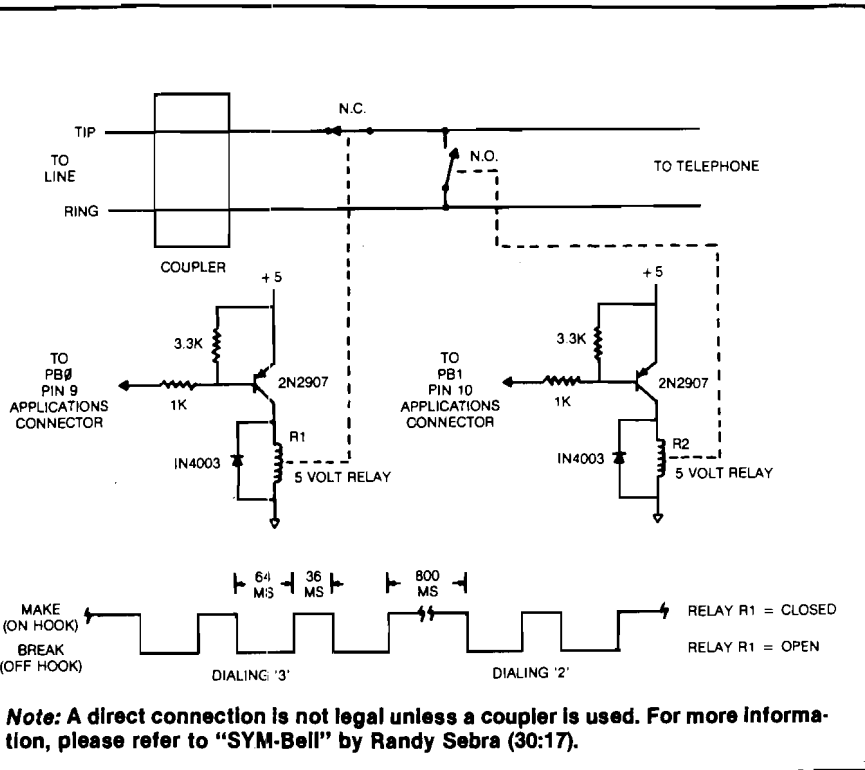 N.C.
TIP
TO
LINE
N.O.
TO TELEPHONE
RING
COUPLER
+5
3.3K
TO
PBØ
PIN 9
APPLICATIONS
CONNECTOR
1K
2N2907
R1
IN4003
5 VOLT RELAY
+5
3.3K
TO
PB1
PIN 10
APPLICATIONS
CONNECTOR
1K
2N2907
R2
IN4003
5 VOLT RELAY
64
MS
36
MS
800
MS
MAKE
(ON HOOK)
BREAK
(OFF HOOK)
RELAY R1 = CLOSED
RELAY R1 = OPEN
DIALING '3'
DIALING '2'
Note: A direct connection is not legal unless a coupler is used. For more informa-
tion, please refer to "SYM-Bell" by Randy Sebra (30:17).